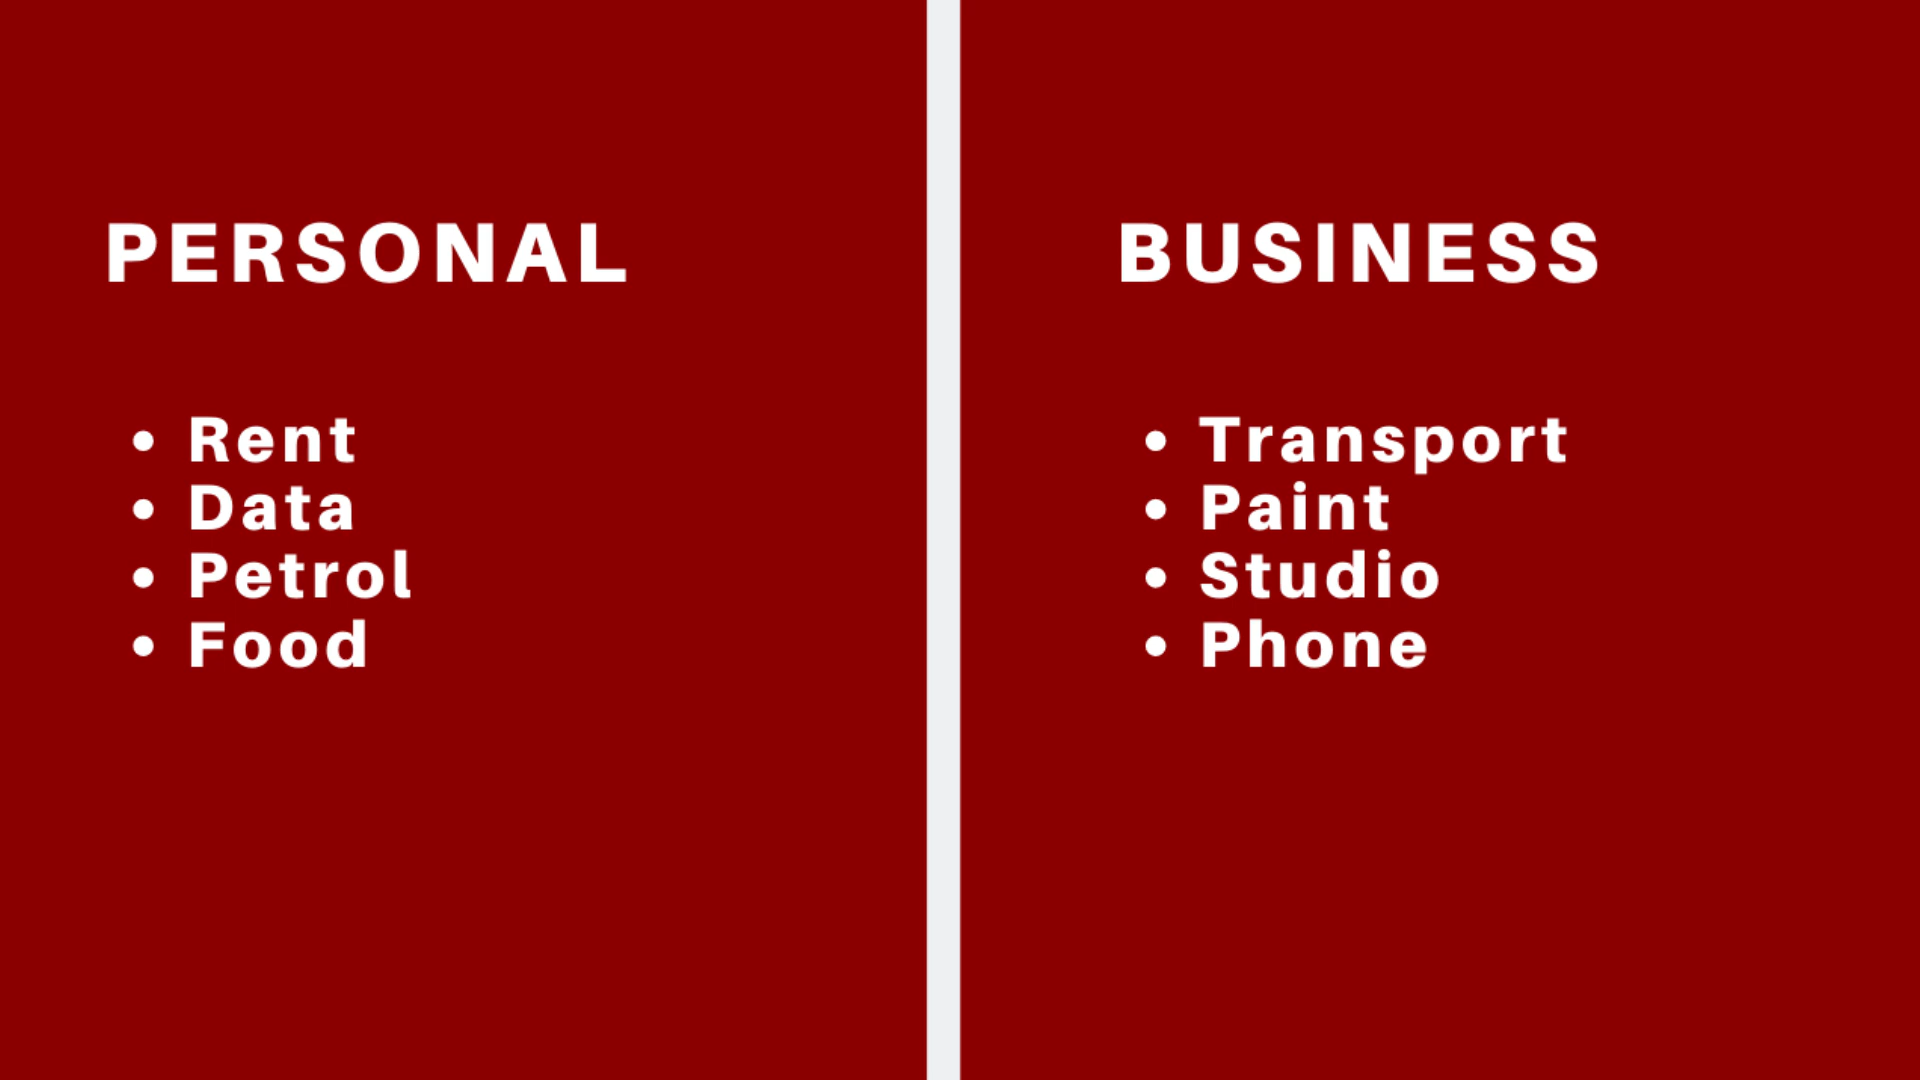 PERSONAL
• Rent
• Data
• Petrol
• Food
BUSINESS
• Transport
• Paint
• Studio
• Phone